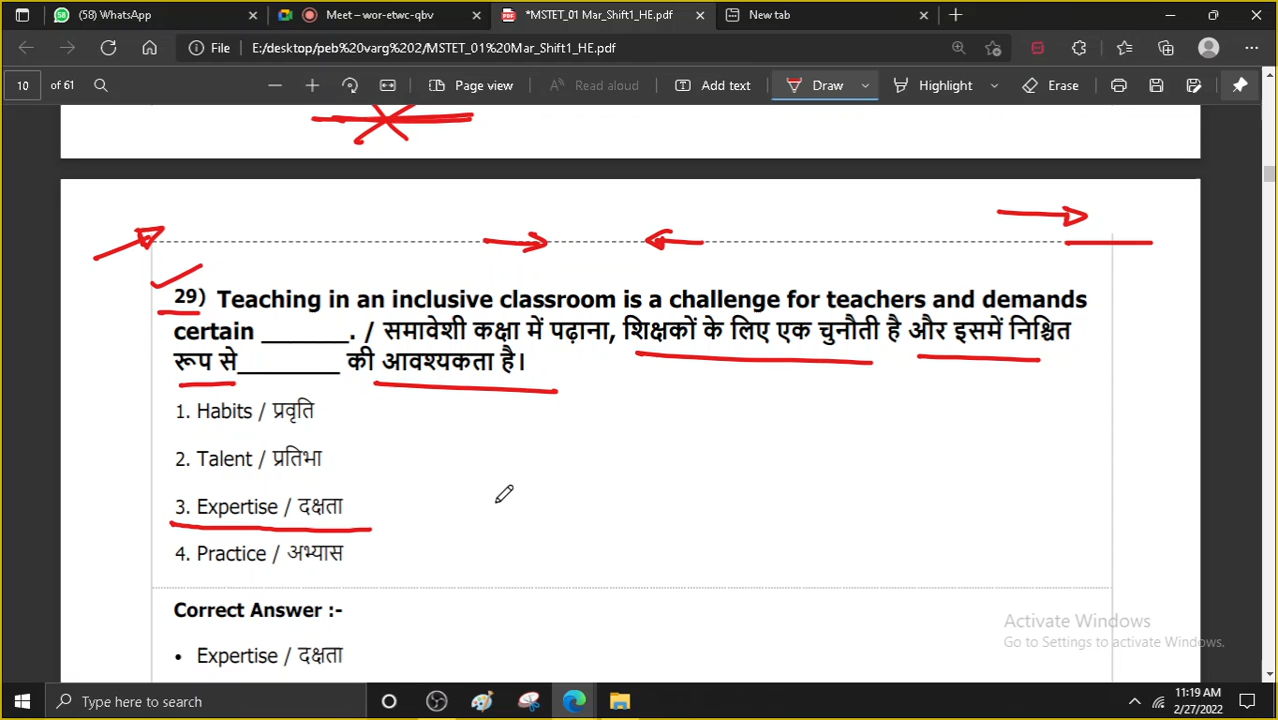 (58) WhatsApp
Meet – wor-etwc-qbv
*MSTET_01 Mar_Shift1_HE.pdf
New tab
File
E:/desktop/peb%20varg%202/MSTET_01%20Mar_Shift1_HE.pdf
10 of 61
Page view
Read aloud
Add text
Draw
Highlight
Erase
29) Teaching in an inclusive classroom is a challenge for teachers and demands
certain _______. / समावेशी कक्षा में पढ़ाना, शिक्षकों के लिए एक चुनौती है और इसमें निश्चित
रूप से________ की आवश्यकता है।
1. Habits / प्रवृति
2. Talent / प्रतिभा
3. Expertise / दक्षता
4. Practice / अभ्यास
Correct Answer :-
• Expertise / दक्षता
Activate Windows
Go to Settings to activate Windows.
Type here to search
11:19 AM
2/27/2022